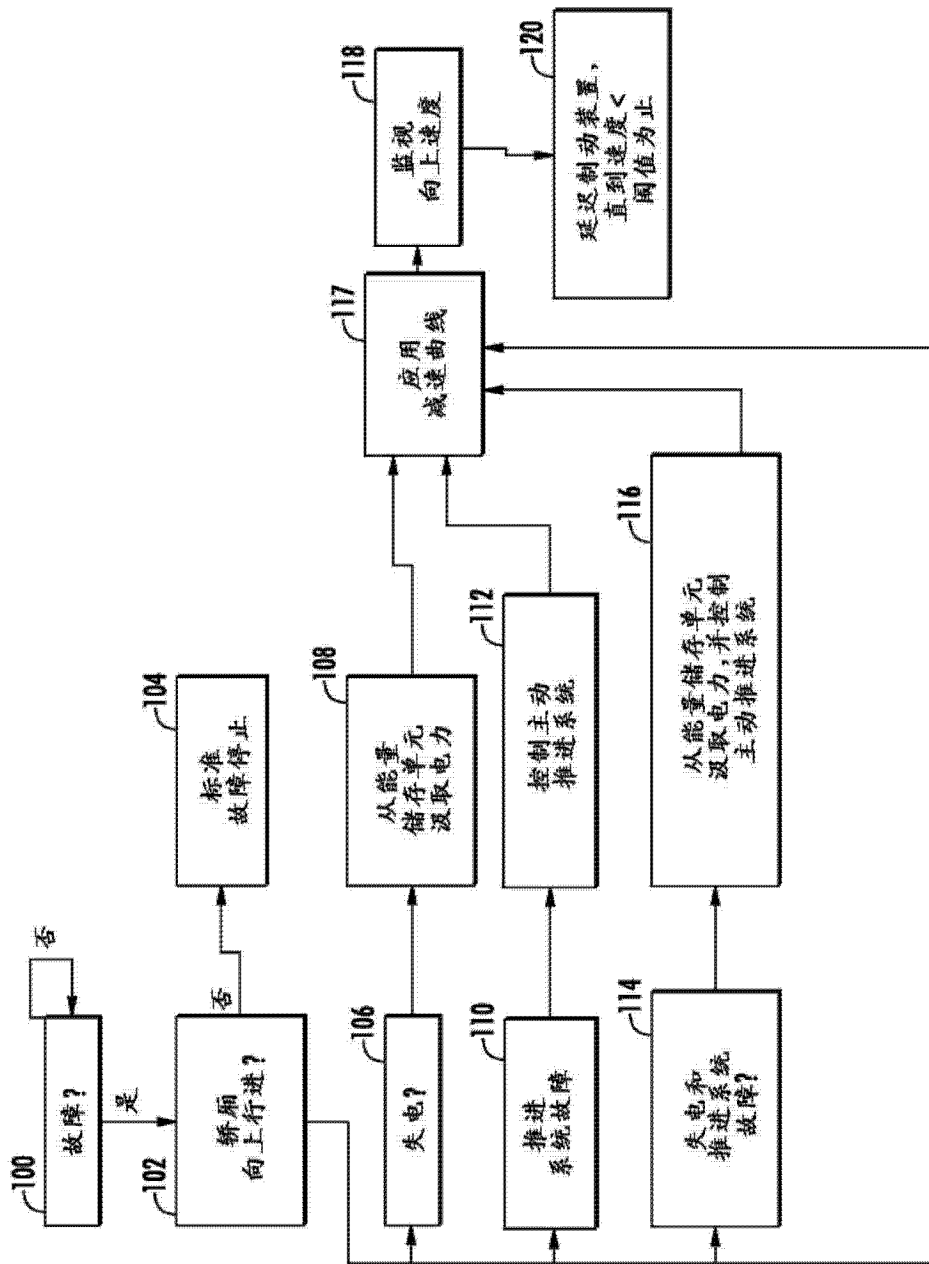 100
故障?
否
是
102
轿厢
向上行进?
否
104
标准
故障停止
106
失电?
108
从能量
储存单元
汲取电力
110
推进
系统故障
112
控制主动
推进系统
114
失电和
推进系统
故障?
116
从能量储存单元
汲取电力,并控制
主动推进系统
117
应用
减速曲线
118
监视
向上速度
120
延迟制动装置,
直到速度<
阈值为止